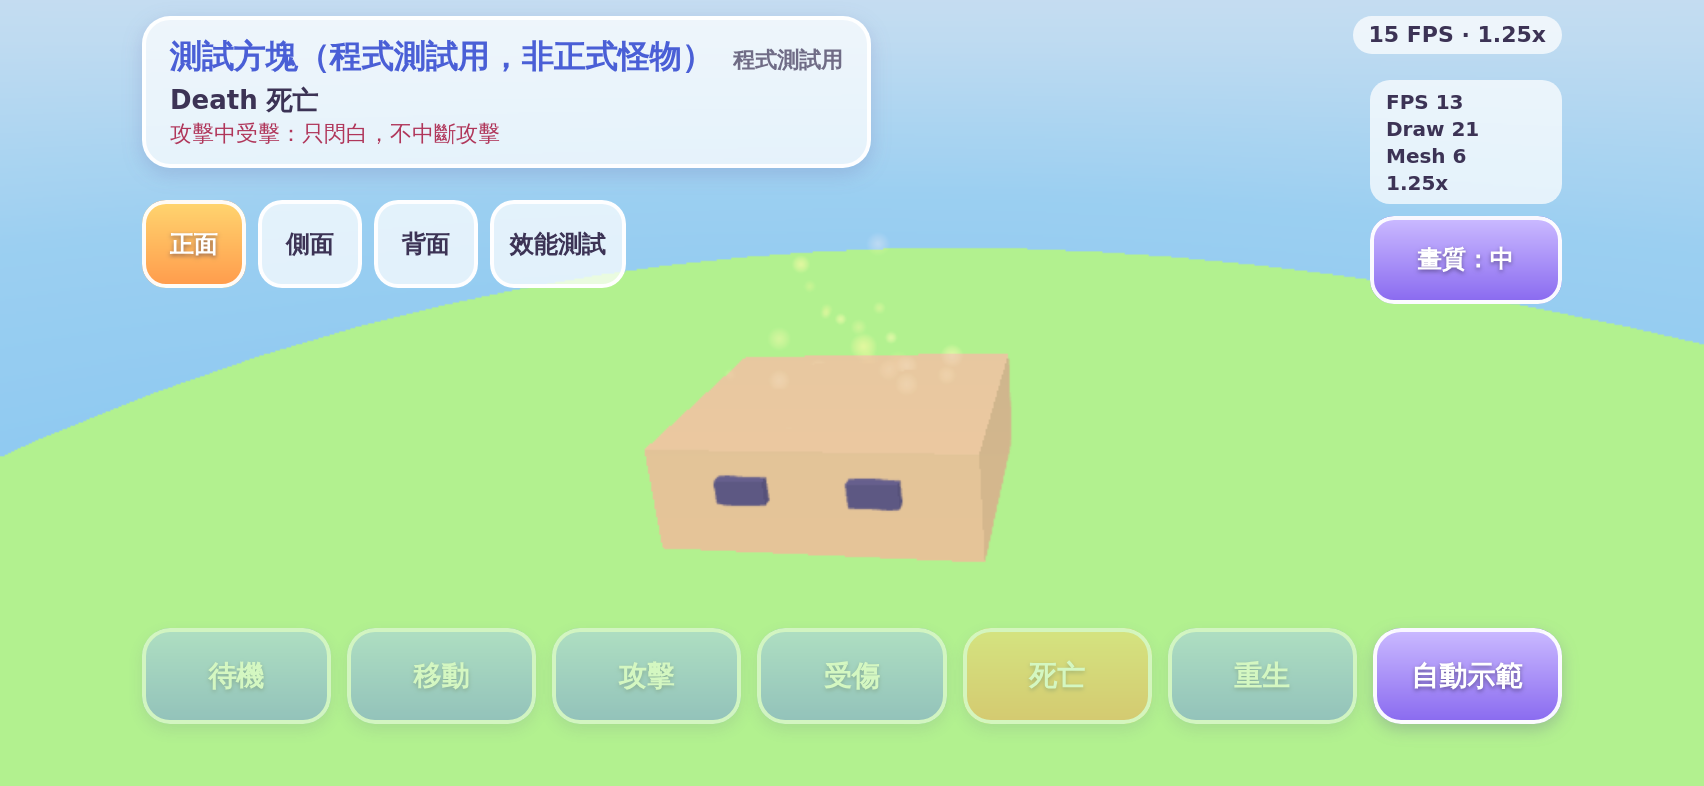 測試方塊（程式測試用，非正式怪物） 程式測試用
Death 死亡
攻擊中受擊：只閃白，不中斷攻擊
15 FPS · 1.25x
FPS 13
Draw 21
Mesh 6
1.25x
正面 側面 背面 效能測試
畫質：中
待機 移動 攻擊 受傷 死亡 重生 自動示範